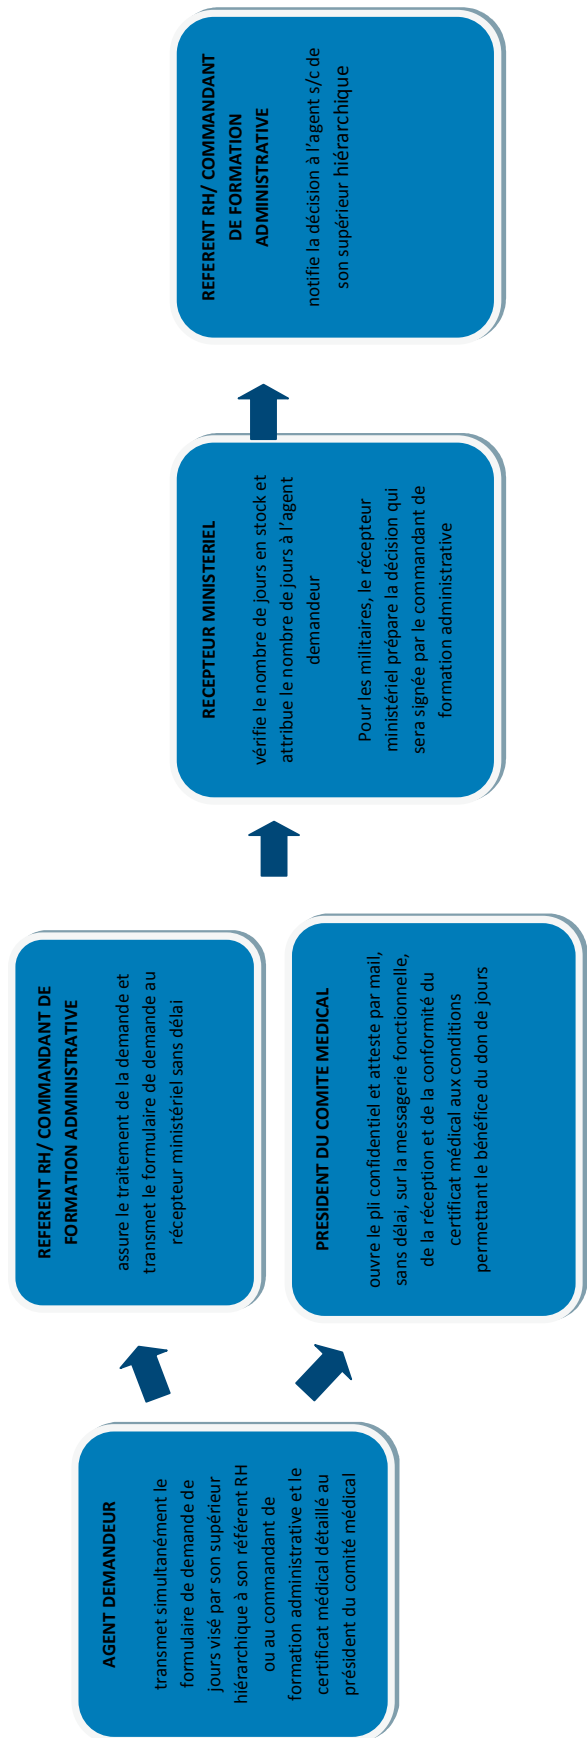 AGENT DEMANDEUR
transmet simultanément le
formulaire de demande de
jours visé par son supérieur
hiérarchique à son référent RH
ou au commandant de
formation administrative et le
certificat médical détaillé au
président du comité médical
REFERENT RH/ COMMANDANT DE
FORMATION ADMINISTRATIVE
assure le traitement de la demande et
transmet le formulaire de demande au
récepteur ministériel sans délai
PRESIDENT DU COMITE MEDICAL
ouvre le pli confidentiel et atteste par mail,
sans délai, sur la messagerie fonctionnelle,
de la réception et de la conformité du
certificat médical aux conditions
permettant le bénéfice du don de jours
RECEPTEUR MINISTERIEL
vérifie le nombre de jours en stock et
attribue le nombre de jours à l'agent
demandeur
Pour les militaires, le récepteur
ministériel prépare la décision qui
sera signée par le commandant de
formation administrative
REFERENT RH/ COMMANDANT
DE FORMATION
ADMINISTRATIVE
notifie la décision à l'agent s/c de
son supérieur hiérarchique